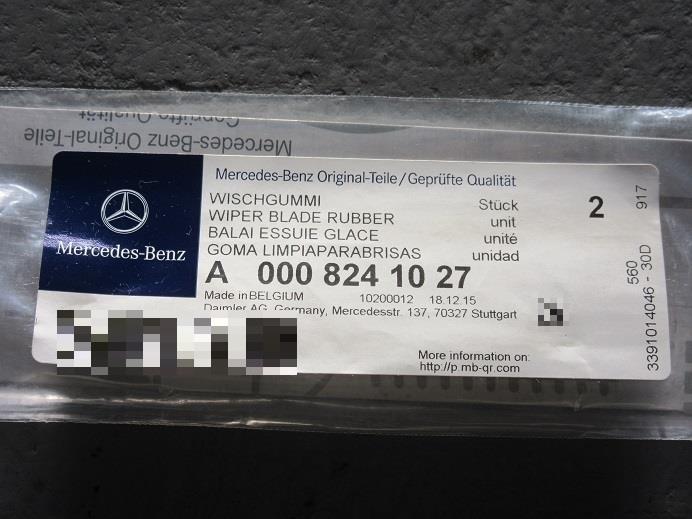 Geprüfte Qualität
Mercedes-Benz Original-Teile
Mercedes-Benz
Mercedes-Benz Original-Teile/Geprüfte Qualität
WISCHGUMMI Stück 2
WIPER BLADE RUBBER unit
BALAI ESSUIE GLACE unité
GOMA LIMPIAPARABRISAS unidad
A 000 824 10 27
Made in BELGIUM 10200012 18.12.15
Daimler AG, Germany, Mercedesstr. 137, 70327 Stuttgart
More information on:
http://p.mb-qr.com
560 917
3391014046 - 30D